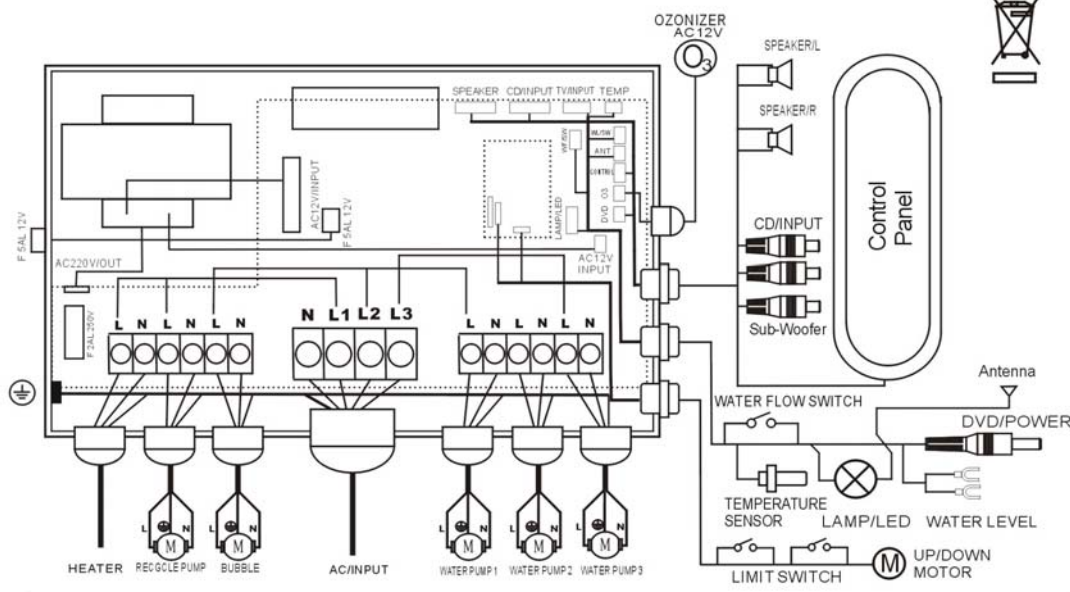 OZONIZER
AC12V
O3
SPEAKER/L
SPEAKER/R
SPEAKER CD/INPUT TV/INPUT TEMP
WL/SW
ANT
WF/SW
O3
DVD
LAMP/LED
AC12V
INPUT
AC12V/INPUT
F 5AL 12V
F 5AL 12V
AC220V/OUT
F 2AL 250V
CD/INPUT
Sub-Woofer
Control
Panel
L N L N L N
N L1 L2 L3
L N L N L N
Antenna
WATER FLOW SWITCH
DVD/POWER
TEMPERATURE
SENSOR
LAMP/LED
WATER LEVEL
L N L N
M M
L N L N L N
M M M
HEATER
RECGCLE PUMP
BUBBLE
AC/INPUT
WATER PUMP 1
WATER PUMP 2
WATER PUMP 3
LIMIT SWITCH
M
UP/DOWN
MOTOR